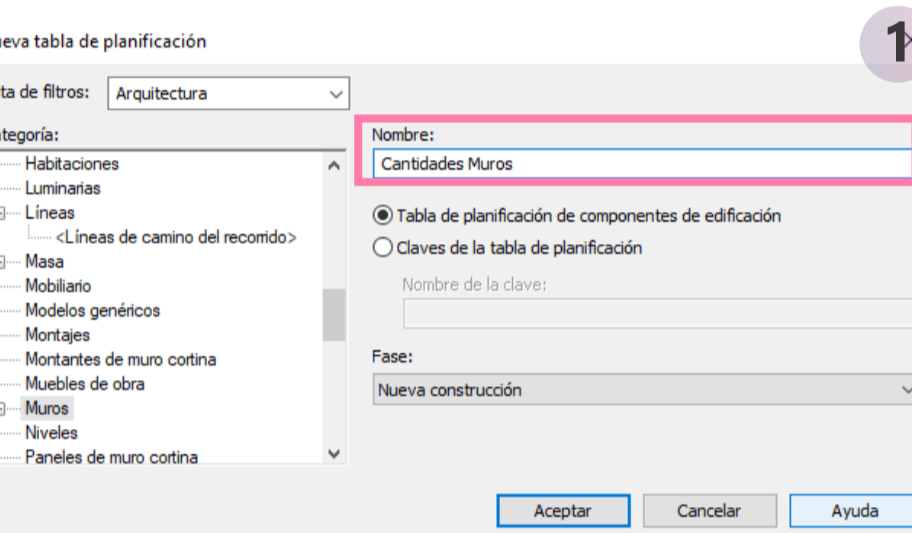 ueva tabla de planificación
1
ta de filtros: Arquitectura
tegoría:
Habitaciones
Luminarias
Líneas
<Líneas de camino del recorrido>
Masa
Mobiliario
Modelos genéricos
Montajes
Montantes de muro cortina
Muebles de obra
Muros
Niveles
Paneles de muro cortina
Nombre:
Cantidades Muros
Tabla de planificación de componentes de edificación
Claves de la tabla de planificación
Nombre de la clave:
Fase:
Nueva construcción
Aceptar Cancelar Ayuda